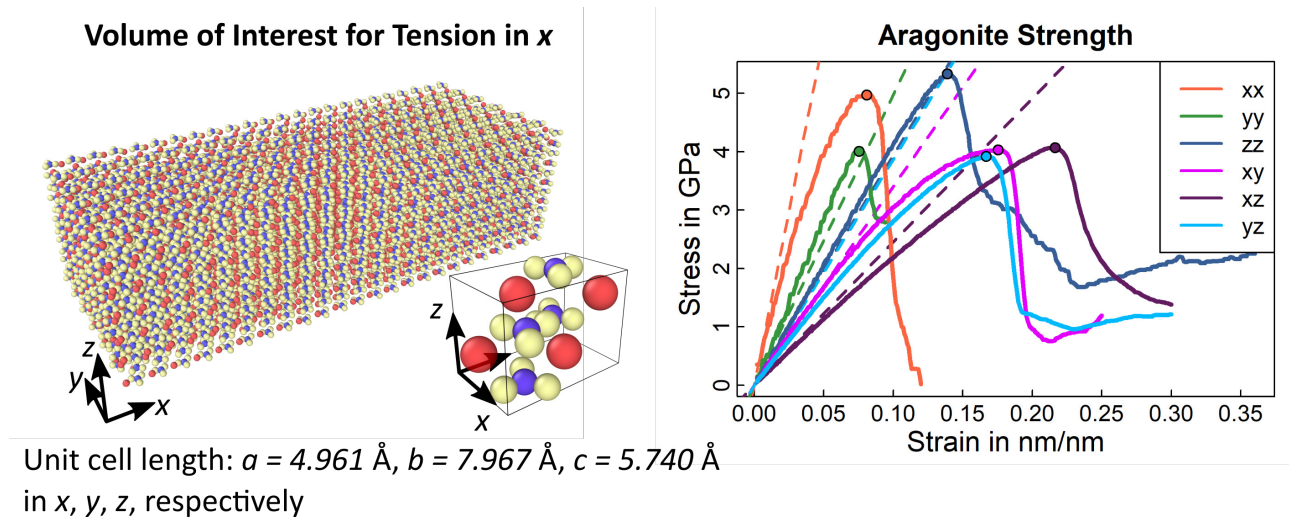 Volume of Interest for Tension in x
z
y
x
z
x
Unit cell length: a = 4.961 Å, b = 7.967 Å, c = 5.740 Å
in x, y, z, respectively
Aragonite Strength
Stress in GPa
5
4
3
2
1
0
0.00 0.05 0.10 0.15 0.20 0.25 0.30 0.35
Strain in nm/nm
xx
yy
zz
xy
xz
yz